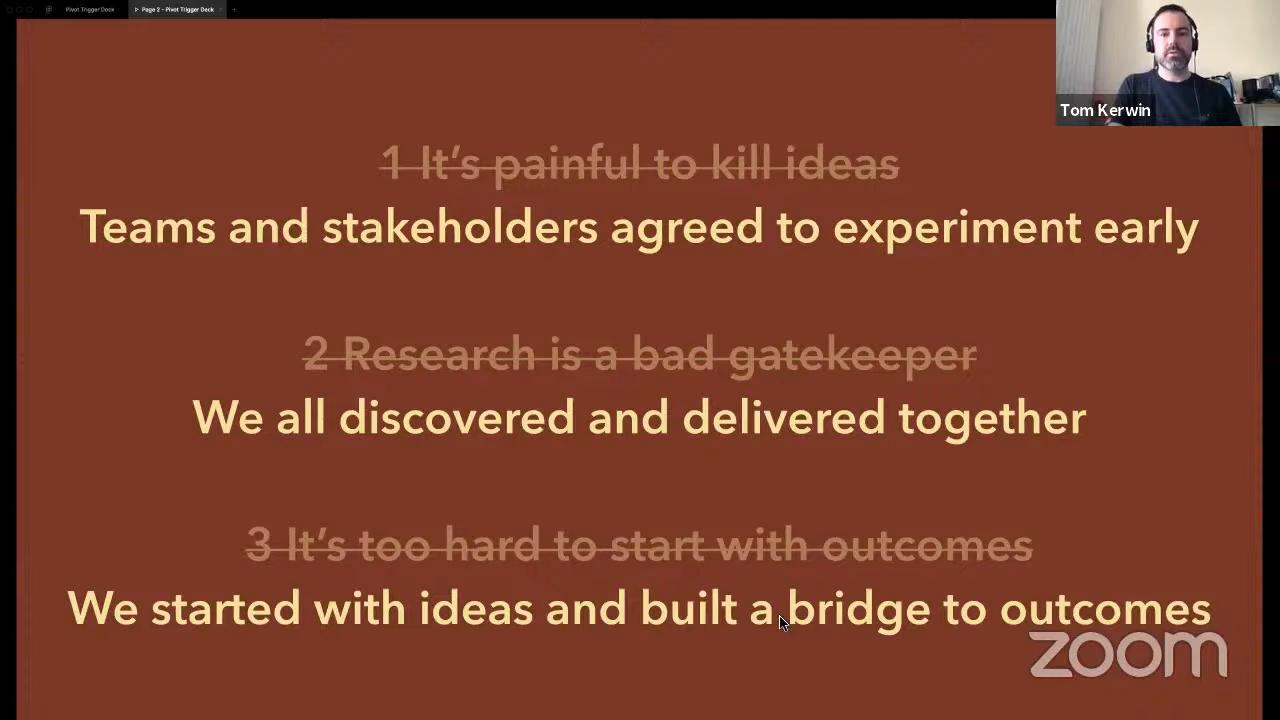 Pivot Trigger Deck
Page 2 - Pivot Trigger Deck
Tom Kerwin
1 It’s painful to kill ideas
Teams and stakeholders agreed to experiment early
2 Research is a bad gatekeeper
We all discovered and delivered together
3 It’s too hard to start with outcomes
We started with ideas and built a bridge to outcomes
zoom